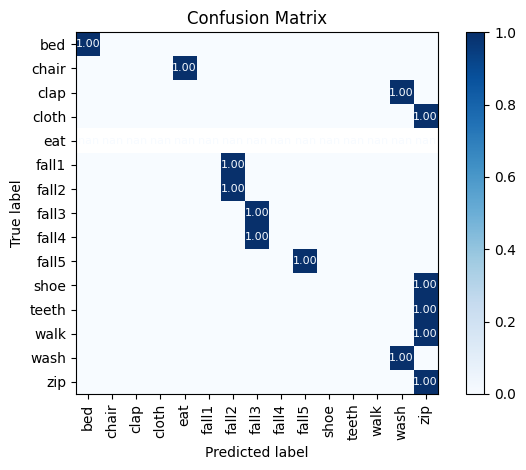 Confusion Matrix
True label
bed
chair
clap
cloth
eat
fall1
fall2
fall3
fall4
fall5
shoe
teeth
walk
wash
zip
1.00
1.00
1.00
1.00
1.00
1.00
1.00
1.00
1.00
1.00
1.00
1.00
1.00
1.00
bed chair clap cloth eat fall1 fall2 fall3 fall4 fall5 shoe teeth walk wash zip
Predicted label
1.0
0.8
0.6
0.4
0.2
0.0